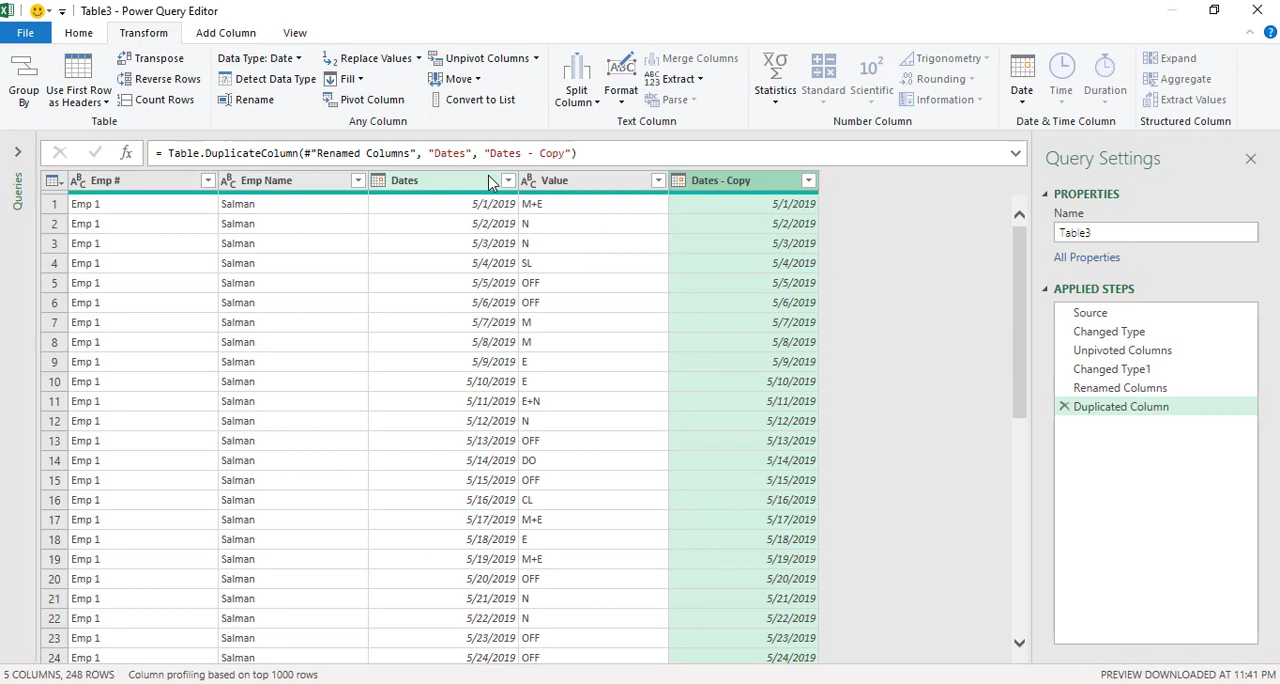 Table3 - Power Query Editor
File Home Transform Add Column View
Group By
Use First Row as Headers
Transpose
Reverse Rows
Count Rows
Table
Data Type: Date
Detect Data Type
Rename
Replace Values
Fill
Pivot Column
Unpivot Columns
Move
Convert to List
Any Column
Split Column
Format
Merge Columns
ABC 123 Extract
Parse
Text Column
Statistics
Standard
Scientific
Trigonometry
Rounding
Information
Number Column
Date
Time
Duration
Date & Time Column
Expand
Aggregate
Extract Values
Structured Column
Queries
fx = Table.DuplicateColumn(#"Renamed Columns", "Dates", "Dates - Copy")
Emp # Emp Name Dates Value Dates - Copy
1 Emp 1 Salman 5/1/2019 M+E 5/1/2019
2 Emp 1 Salman 5/2/2019 N 5/2/2019
3 Emp 1 Salman 5/3/2019 N 5/3/2019
4 Emp 1 Salman 5/4/2019 SL 5/4/2019
5 Emp 1 Salman 5/5/2019 OFF 5/5/2019
6 Emp 1 Salman 5/6/2019 OFF 5/6/2019
7 Emp 1 Salman 5/7/2019 M 5/7/2019
8 Emp 1 Salman 5/8/2019 M 5/8/2019
9 Emp 1 Salman 5/9/2019 E 5/9/2019
10 Emp 1 Salman 5/10/2019 E 5/10/2019
11 Emp 1 Salman 5/11/2019 E+N 5/11/2019
12 Emp 1 Salman 5/12/2019 N 5/12/2019
13 Emp 1 Salman 5/13/2019 OFF 5/13/2019
14 Emp 1 Salman 5/14/2019 DO 5/14/2019
15 Emp 1 Salman 5/15/2019 OFF 5/15/2019
16 Emp 1 Salman 5/16/2019 CL 5/16/2019
17 Emp 1 Salman 5/17/2019 M+E 5/17/2019
18 Emp 1 Salman 5/18/2019 E 5/18/2019
19 Emp 1 Salman 5/19/2019 M+E 5/19/2019
20 Emp 1 Salman 5/20/2019 OFF 5/20/2019
21 Emp 1 Salman 5/21/2019 N 5/21/2019
22 Emp 1 Salman 5/22/2019 N 5/22/2019
23 Emp 1 Salman 5/23/2019 OFF 5/23/2019
24 Emp 1 Salman 5/24/2019 OFF 5/24/2019
Query Settings
PROPERTIES
Name
Table3
All Properties
APPLIED STEPS
Source
Changed Type
Unpivoted Columns
Changed Type1
Renamed Columns
Duplicated Column
5 COLUMNS, 248 ROWS Column profiling based on top 1000 rows
PREVIEW DOWNLOADED AT 11:41 PM